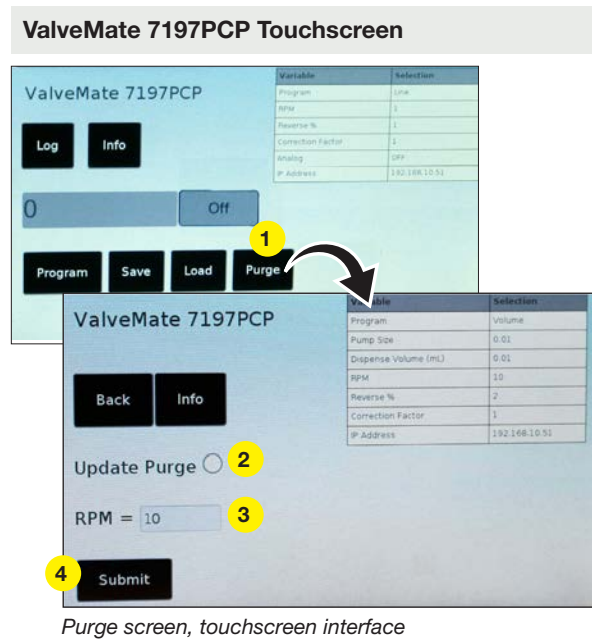 ValveMate 7197PCP Touchscreen
ValveMate 7197PCP
Variable Selection
Program Line
RPM 1
Reverse % 1
Correction Factor 1
Analog OFF
IP Address 192.168.10.51
Log Info
0 Off
1
Program Save Load Purge
ValveMate 7197PCP
Selection
Program Volume
Pump Size 0.01
Dispense Volume (mL) 0.01
RPM 10
Reverse % 2
Correction Factor 1
IP Address 192.168.10.51
Back Info
Update Purge 2
RPM = 10 3
4 Submit
Purge screen, touchscreen interface